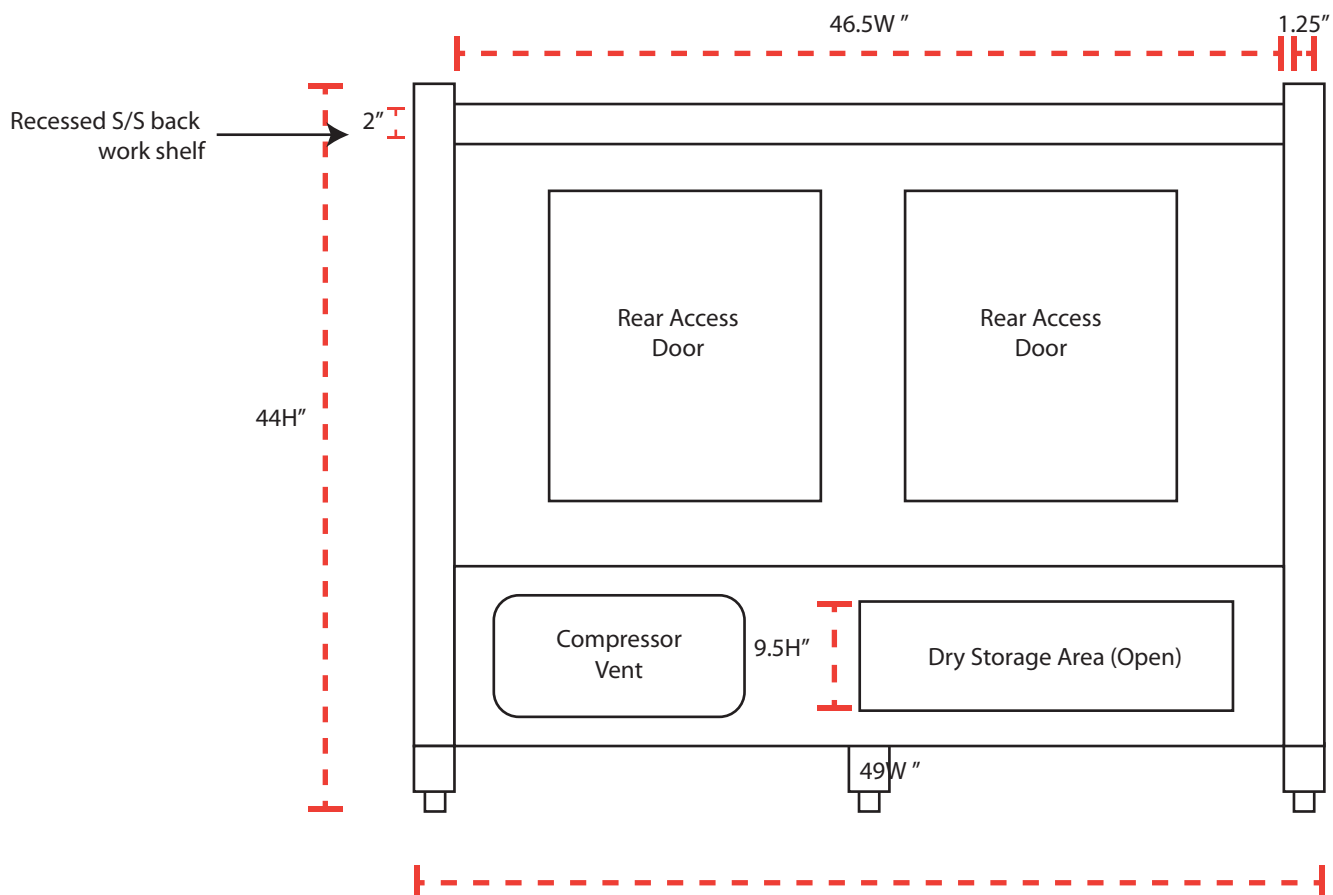 46.5W ”
1.25”
Recessed S/S back
work shelf
2”
Rear Access
Door
Rear Access
Door
44H”
Compressor
Vent
9.5H”
Dry Storage Area (Open)
49W ”